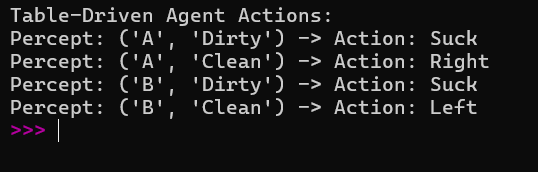 Table-Driven Agent Actions:
Percept: ('A', 'Dirty') -> Action: Suck
Percept: ('A', 'Clean') -> Action: Right
Percept: ('B', 'Dirty') -> Action: Suck
Percept: ('B', 'Clean') -> Action: Left
>>>